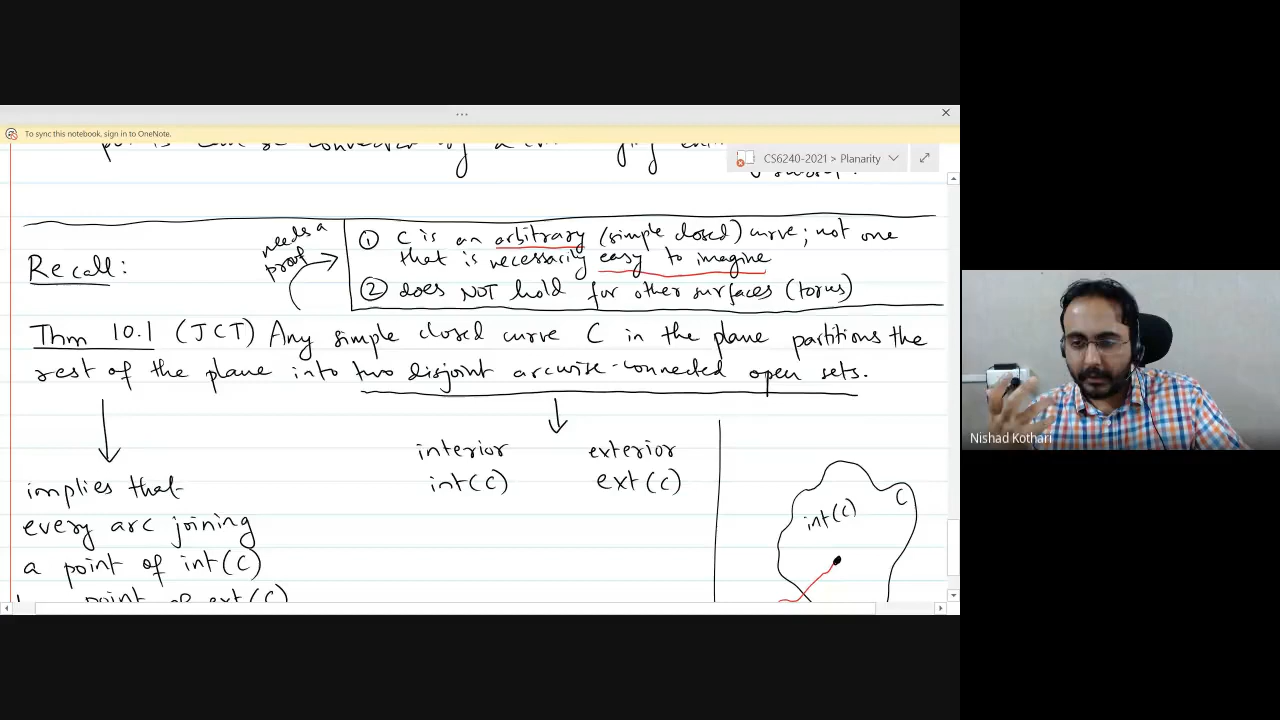 To sync this notebook, sign in to OneNote.
CS6240-2021 > Planarity
needs a
proof
① C is an arbitrary (simple closed) curve; not one
that is necessarily easy to imagine
② does NOT hold for other surfaces (torus)
Recall:
Thm 10.1 (JCT) Any simple closed curve C in the plane partitions the
rest of the plane into two disjoint arcwise-connected open sets.
interior exterior
int(C) ext(C)
implies that
every arc joining
a point of int(C)
point of ext(C)
C
int(C)
Nishad Kothari